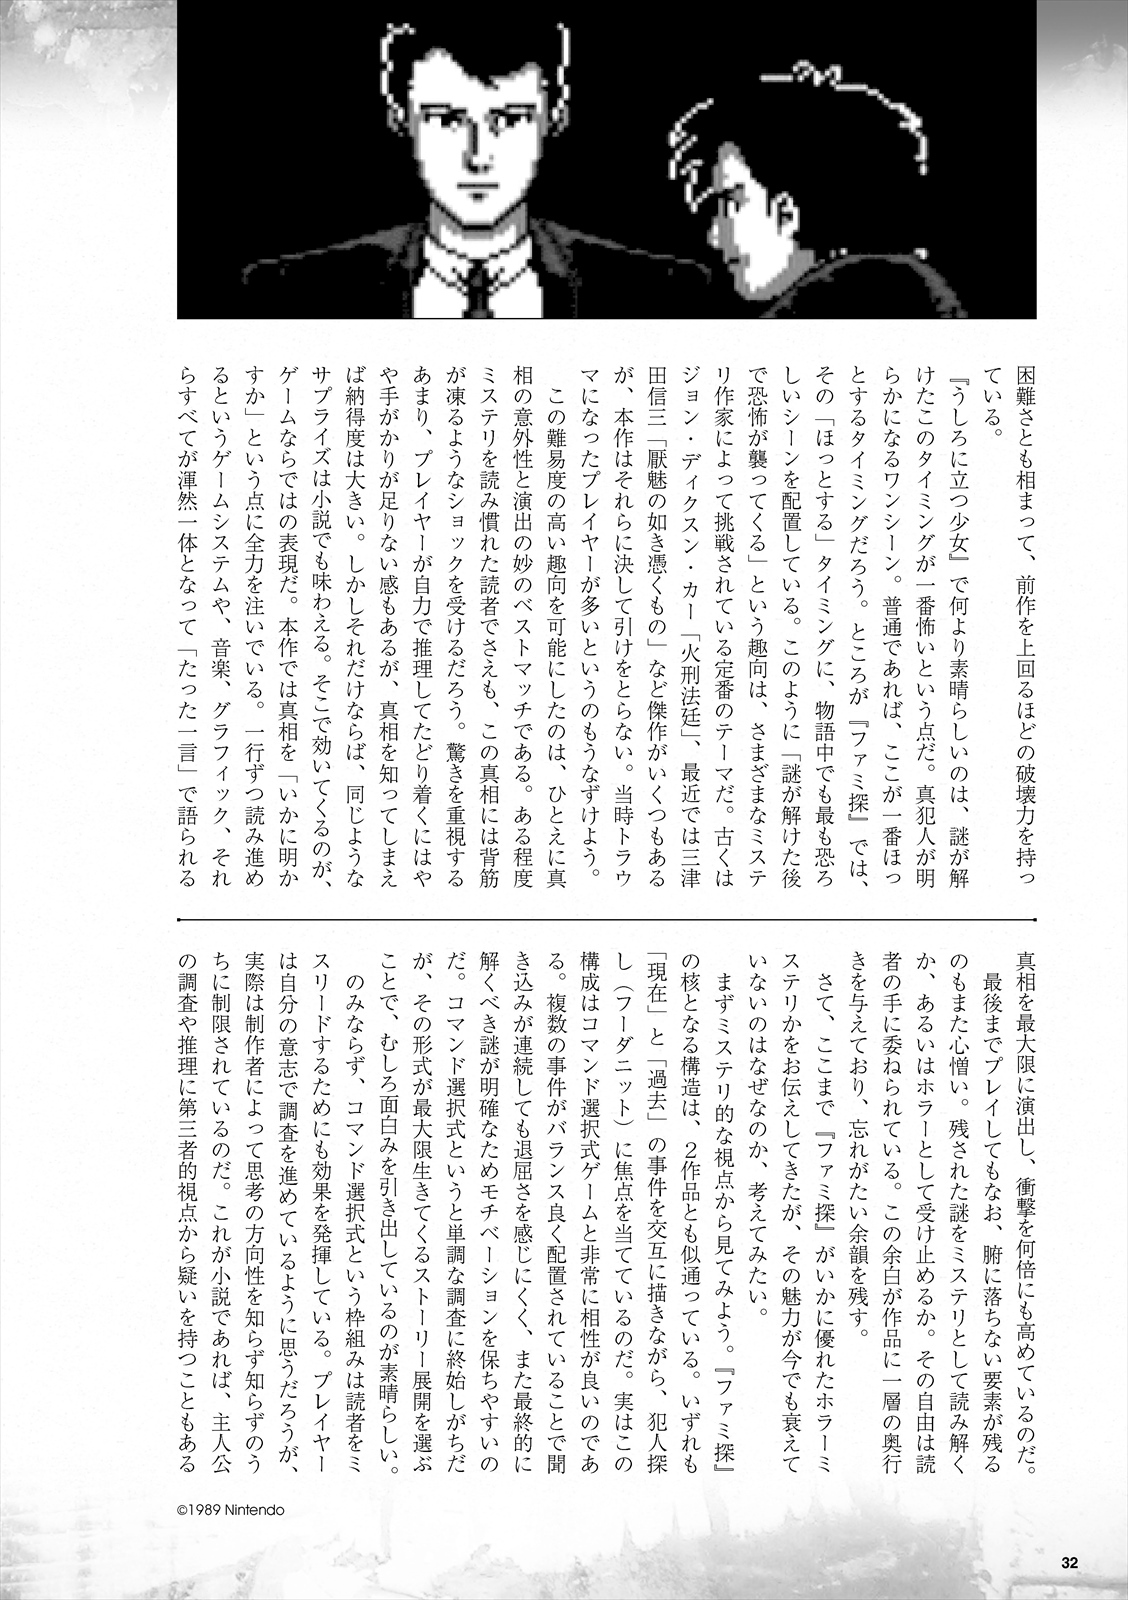 困難さとも相まって、前作を上回るほどの破壊力を持っ
ている。
『うしろに立つ少女』で何より素晴らしいのは、謎が解
けたこのタイミングが一番怖いという点だ。真犯人が明
らかになるワンシーン。普通であれば、ここが一番ほっ
とするタイミングだろう。ところが『ファミ探』では、
その「ほっとする」タイミングに、物語中でも最も恐ろ
しいシーンを配置している。このように「謎が解けた後
で恐怖が襲ってくる」という趣向は、さまざまなミステ
リ作家によって挑戦されている定番のテーマだ。古くは
ジョン・ディクスン・カー「火刑法廷」、最近では三津
田信三「厭魅の如き憑くもの」など傑作がいくつもある
が、本作はそれらに決して引けをとらない。当時トラウ
マになったプレイヤーが多いというのもうなずけよう。
この難易度の高い趣向を可能にしたのは、ひとえに真
相の意外性と演出の妙のベストマッチである。ある程度
ミステリを読み慣れた読者でさえも、この真相には背筋
が凍るようなショックを受けるだろう。驚きを重視する
あまり、プレイヤーが自力で推理してたどり着くにはや
や手がかりが足りない感もあるが、真相を知ってしまえ
ば納得度は大きい。しかしそれだけならば、同じような
サプライズは小説でも味わえる。そこで効いてくるのが、
ゲームならではの表現だ。本作では真相を「いかに明か
すか」という点に全力を注いでいる。一行ずつ読み進め
るというゲームシステムや、音楽、グラフィック、それ
らすべてが渾然一体となって「たった一言」で語られる
真相を最大限に演出し、衝撃を何倍にも高めているのだ。
最後までプレイしてもなお、腑に落ちない要素が残る
のもまた心憎い。残された謎をミステリとして読み解く
か、あるいはホラーとして受け止めるか。その自由は読
者の手に委ねられている。この余白が作品に一層の奥行
きを与えており、忘れがたい余韻を残す。
さて、ここまで『ファミ探』がいかに優れたホラーミ
ステリかをお伝えしてきたが、その魅力が今でも衰えて
いないのはなぜなのか、考えてみたい。
まずミステリ的な視点から見てみよう。『ファミ探』
の核となる構造は、2作品とも似通っている。いずれも
「現在」と「過去」の事件を交互に描きながら、犯人探
し（フーダニット）に焦点を当てているのだ。実はこの
構成はコマンド選択式ゲームと非常に相性が良いのであ
る。複数の事件がバランス良く配置されていることで聞
き込みが連続しても退屈さを感じにくく、また最終的に
解くべき謎が明確なためモチベーションを保ちやすいの
だ。コマンド選択式というと単調な調査に終始しがちだ
が、その形式が最大限生きてくるストーリー展開を選ぶ
ことで、むしろ面白みを引き出しているのが素晴らしい。
のみならず、コマンド選択式という枠組みは読者をミ
スリードするためにも効果を発揮している。プレイヤー
は自分の意志で調査を進めているように思うだろうが、
実際は制作者によって思考の方向性を知らず知らずのう
ちに制限されているのだ。これが小説であれば、主人公
の調査や推理に第三者的視点から疑いを持つこともある
©1989 Nintendo
32